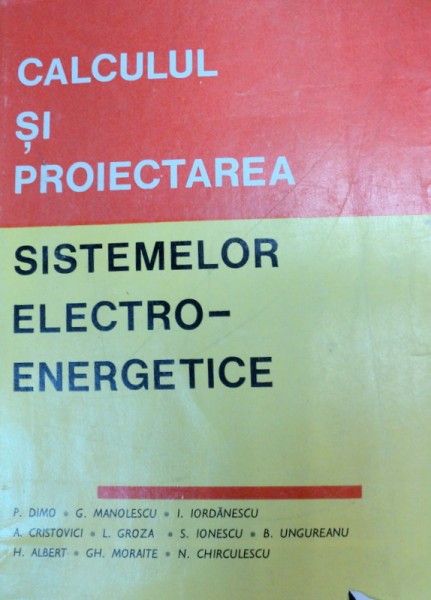 CALCULUL
ȘI
PROIECTAREA
SISTEMELOR
ELECTRO-
ENERGETICE
P. DIMO • G. MANOLESCU • I. IORDĂNESCU
A. CRISTOVICI • L. GROZA • S. IONESCU • B. UNGUREANU
H. ALBERT • GH. MORAITE • N. CHIRCULESCU